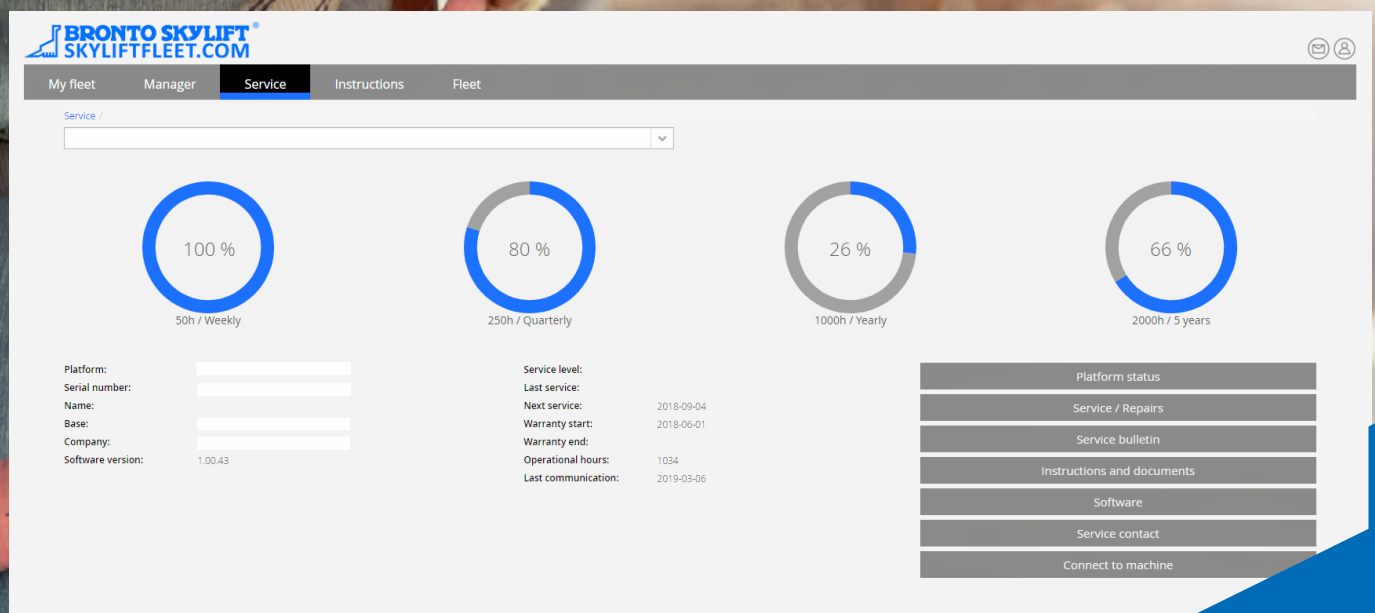 BRONTO SKYLIFT®
SKYLIFTFLEET.COM
My fleet Manager Service Instructions Fleet
Service /
100 % 80 % 26 % 66 %
50h / Weekly 250h / Quarterly 1000h / Yearly 2000h / 5 years
Platform:
Serial number:
Name:
Base:
Company:
Software version: 1.00.43
Service level:
Last service:
Next service: 2018-09-04
Warranty start: 2018-06-01
Warranty end:
Operational hours: 1034
Last communication: 2019-03-06
Platform status
Service / Repairs
Service bulletin
Instructions and documents
Software
Service contact
Connect to machine